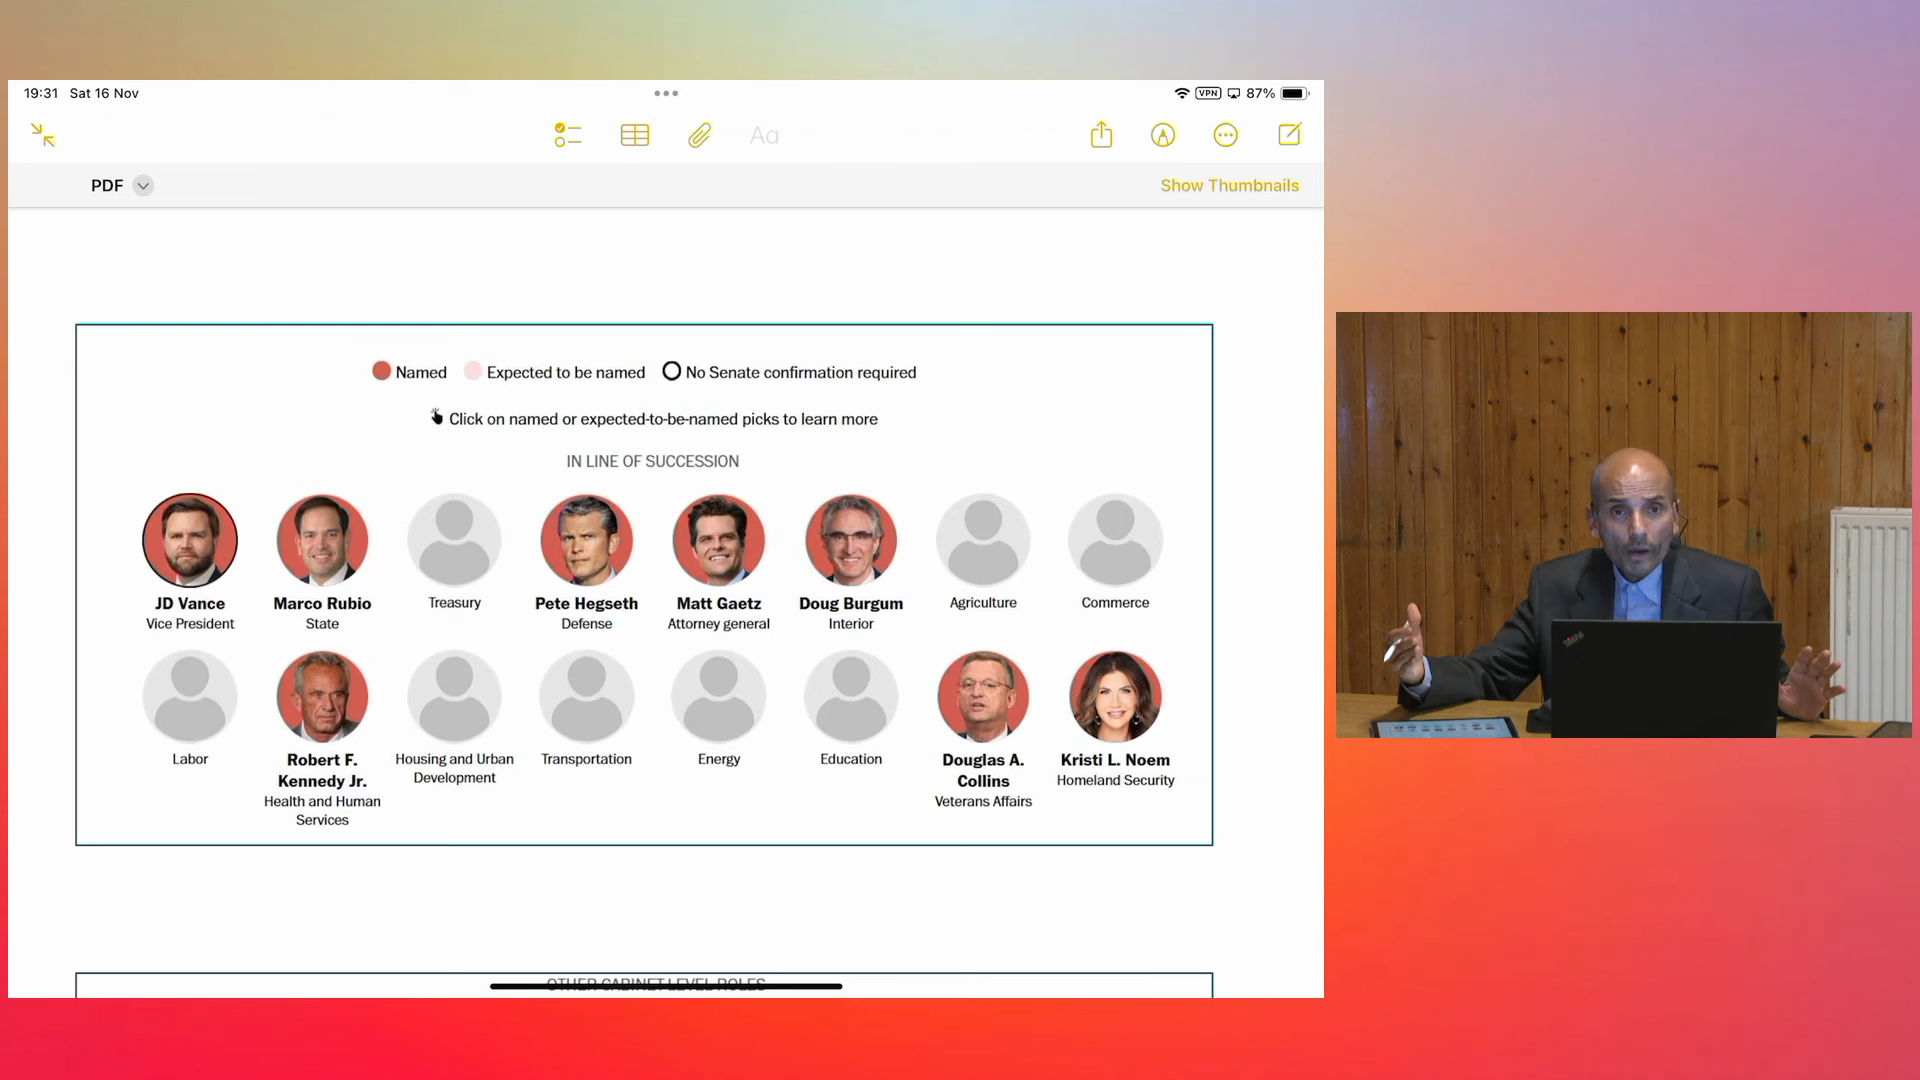 19:31 Sat 16 Nov
VPN 87%
Aa
PDF
Show Thumbnails
Named Expected to be named No Senate confirmation required
Click on named or expected-to-be-named picks to learn more
IN LINE OF SUCCESSION
JD Vance
Vice President
Marco Rubio
State
Treasury
Pete Hegseth
Defense
Matt Gaetz
Attorney general
Doug Burgum
Interior
Agriculture
Commerce
Labor
Robert F.
Kennedy Jr.
Health and Human
Services
Housing and Urban
Development
Transportation
Energy
Education
Douglas A.
Collins
Veterans Affairs
Kristi L. Noem
Homeland Security
OTHER CABINET LEVEL ROLES
ThinkPad